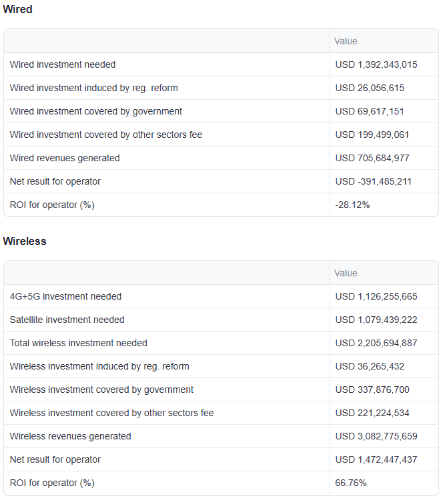 Wired
Value
Wired investment needed USD 1,392,343,015
Wired investment induced by reg. reform USD 26,056,615
Wired investment covered by government USD 69,617,151
Wired investment covered by other sectors fee USD 199,499,061
Wired revenues generated USD 705,684,977
Net result for operator USD -391,485,211
ROI for operator (%) -28.12%
Wireless
Value
4G+5G investment needed USD 1,126,255,665
Satellite investment needed USD 1,079,439,222
Total wireless investment needed USD 2,205,694,887
Wireless investment induced by reg. reform USD 36,265,432
Wireless investment covered by government USD 337,876,700
Wireless investment covered by other sectors fee USD 221,224,534
Wireless revenues generated USD 3,082,775,659
Net result for operator USD 1,472,447,437
ROI for operator (%) 66.76%